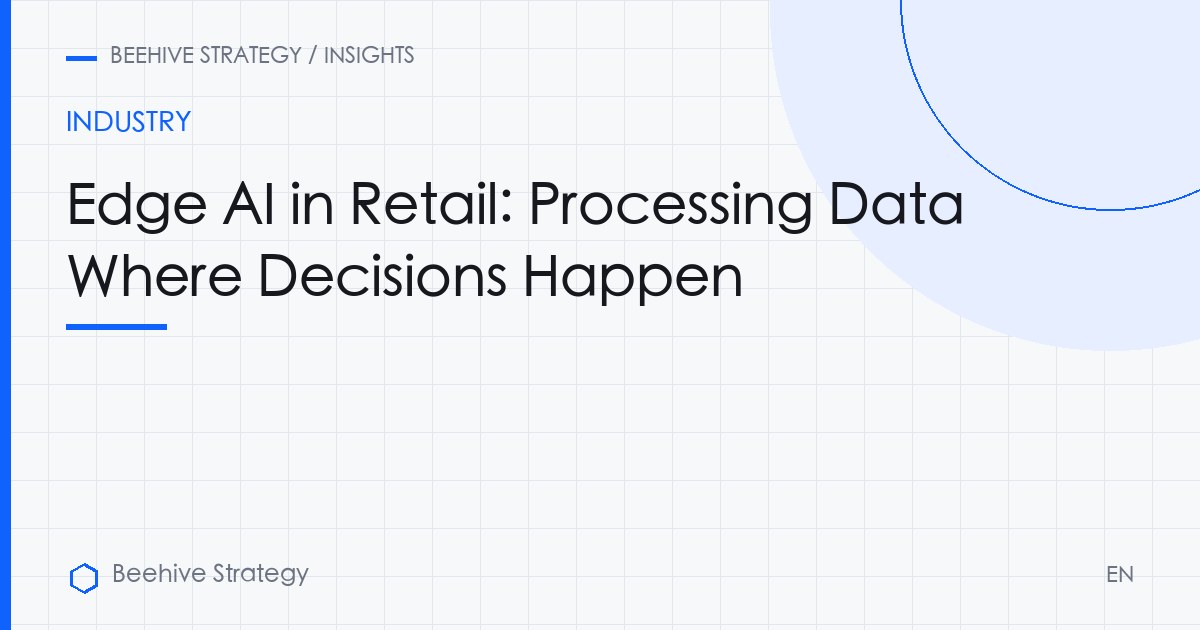 BEEHIVE STRATEGY / INSIGHTS
INDUSTRY
Edge AI in Retail: Processing Data
Where Decisions Happen
Beehive Strategy
EN